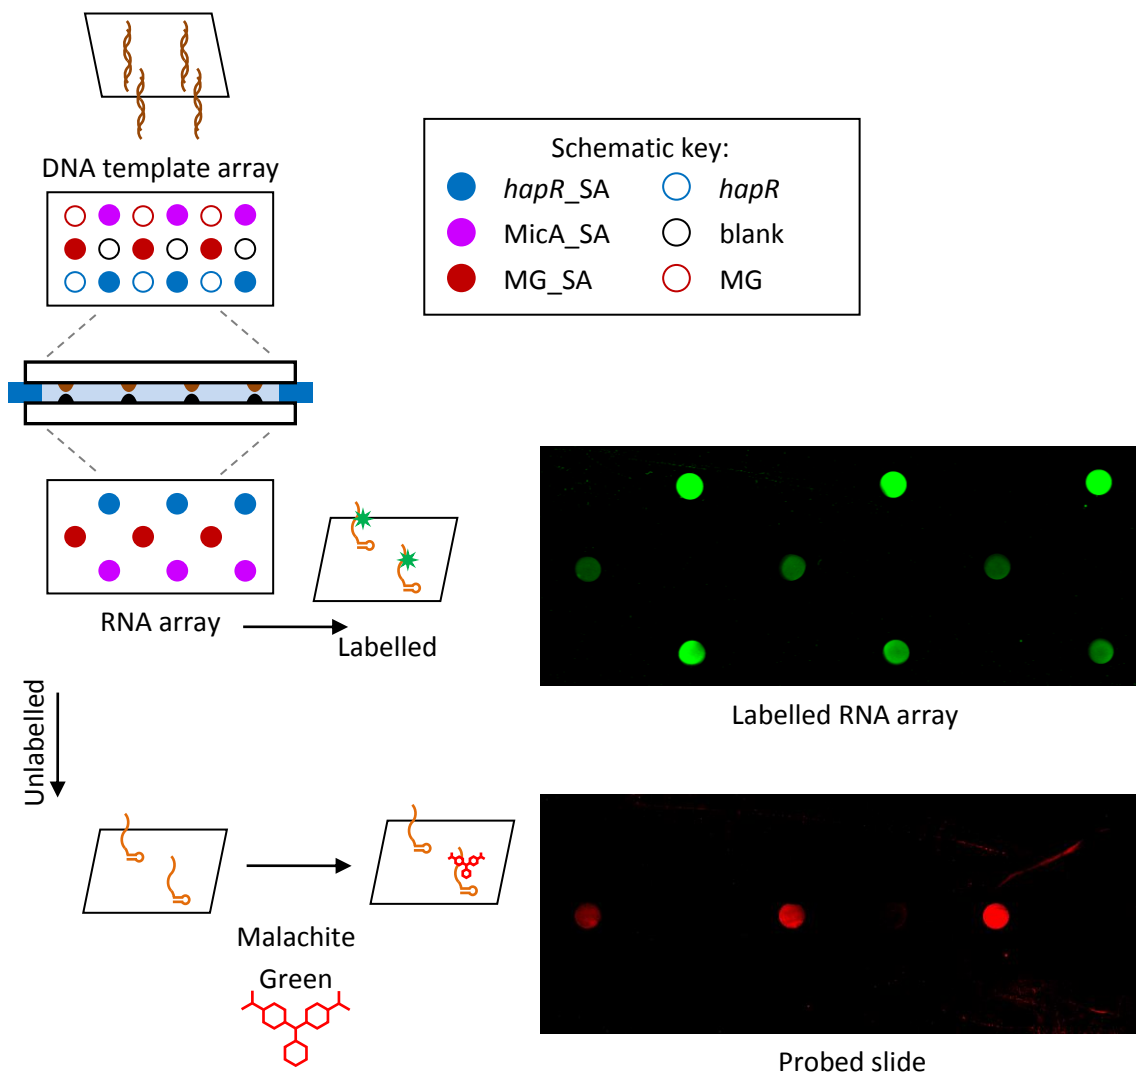 DNA template array
Schematic key:
hapR_SA
hapR
MicA_SA
blank
MG_SA
MG
RNA array
Labelled
Labelled RNA array
Unlabelled
Malachite
Green
Probed slide